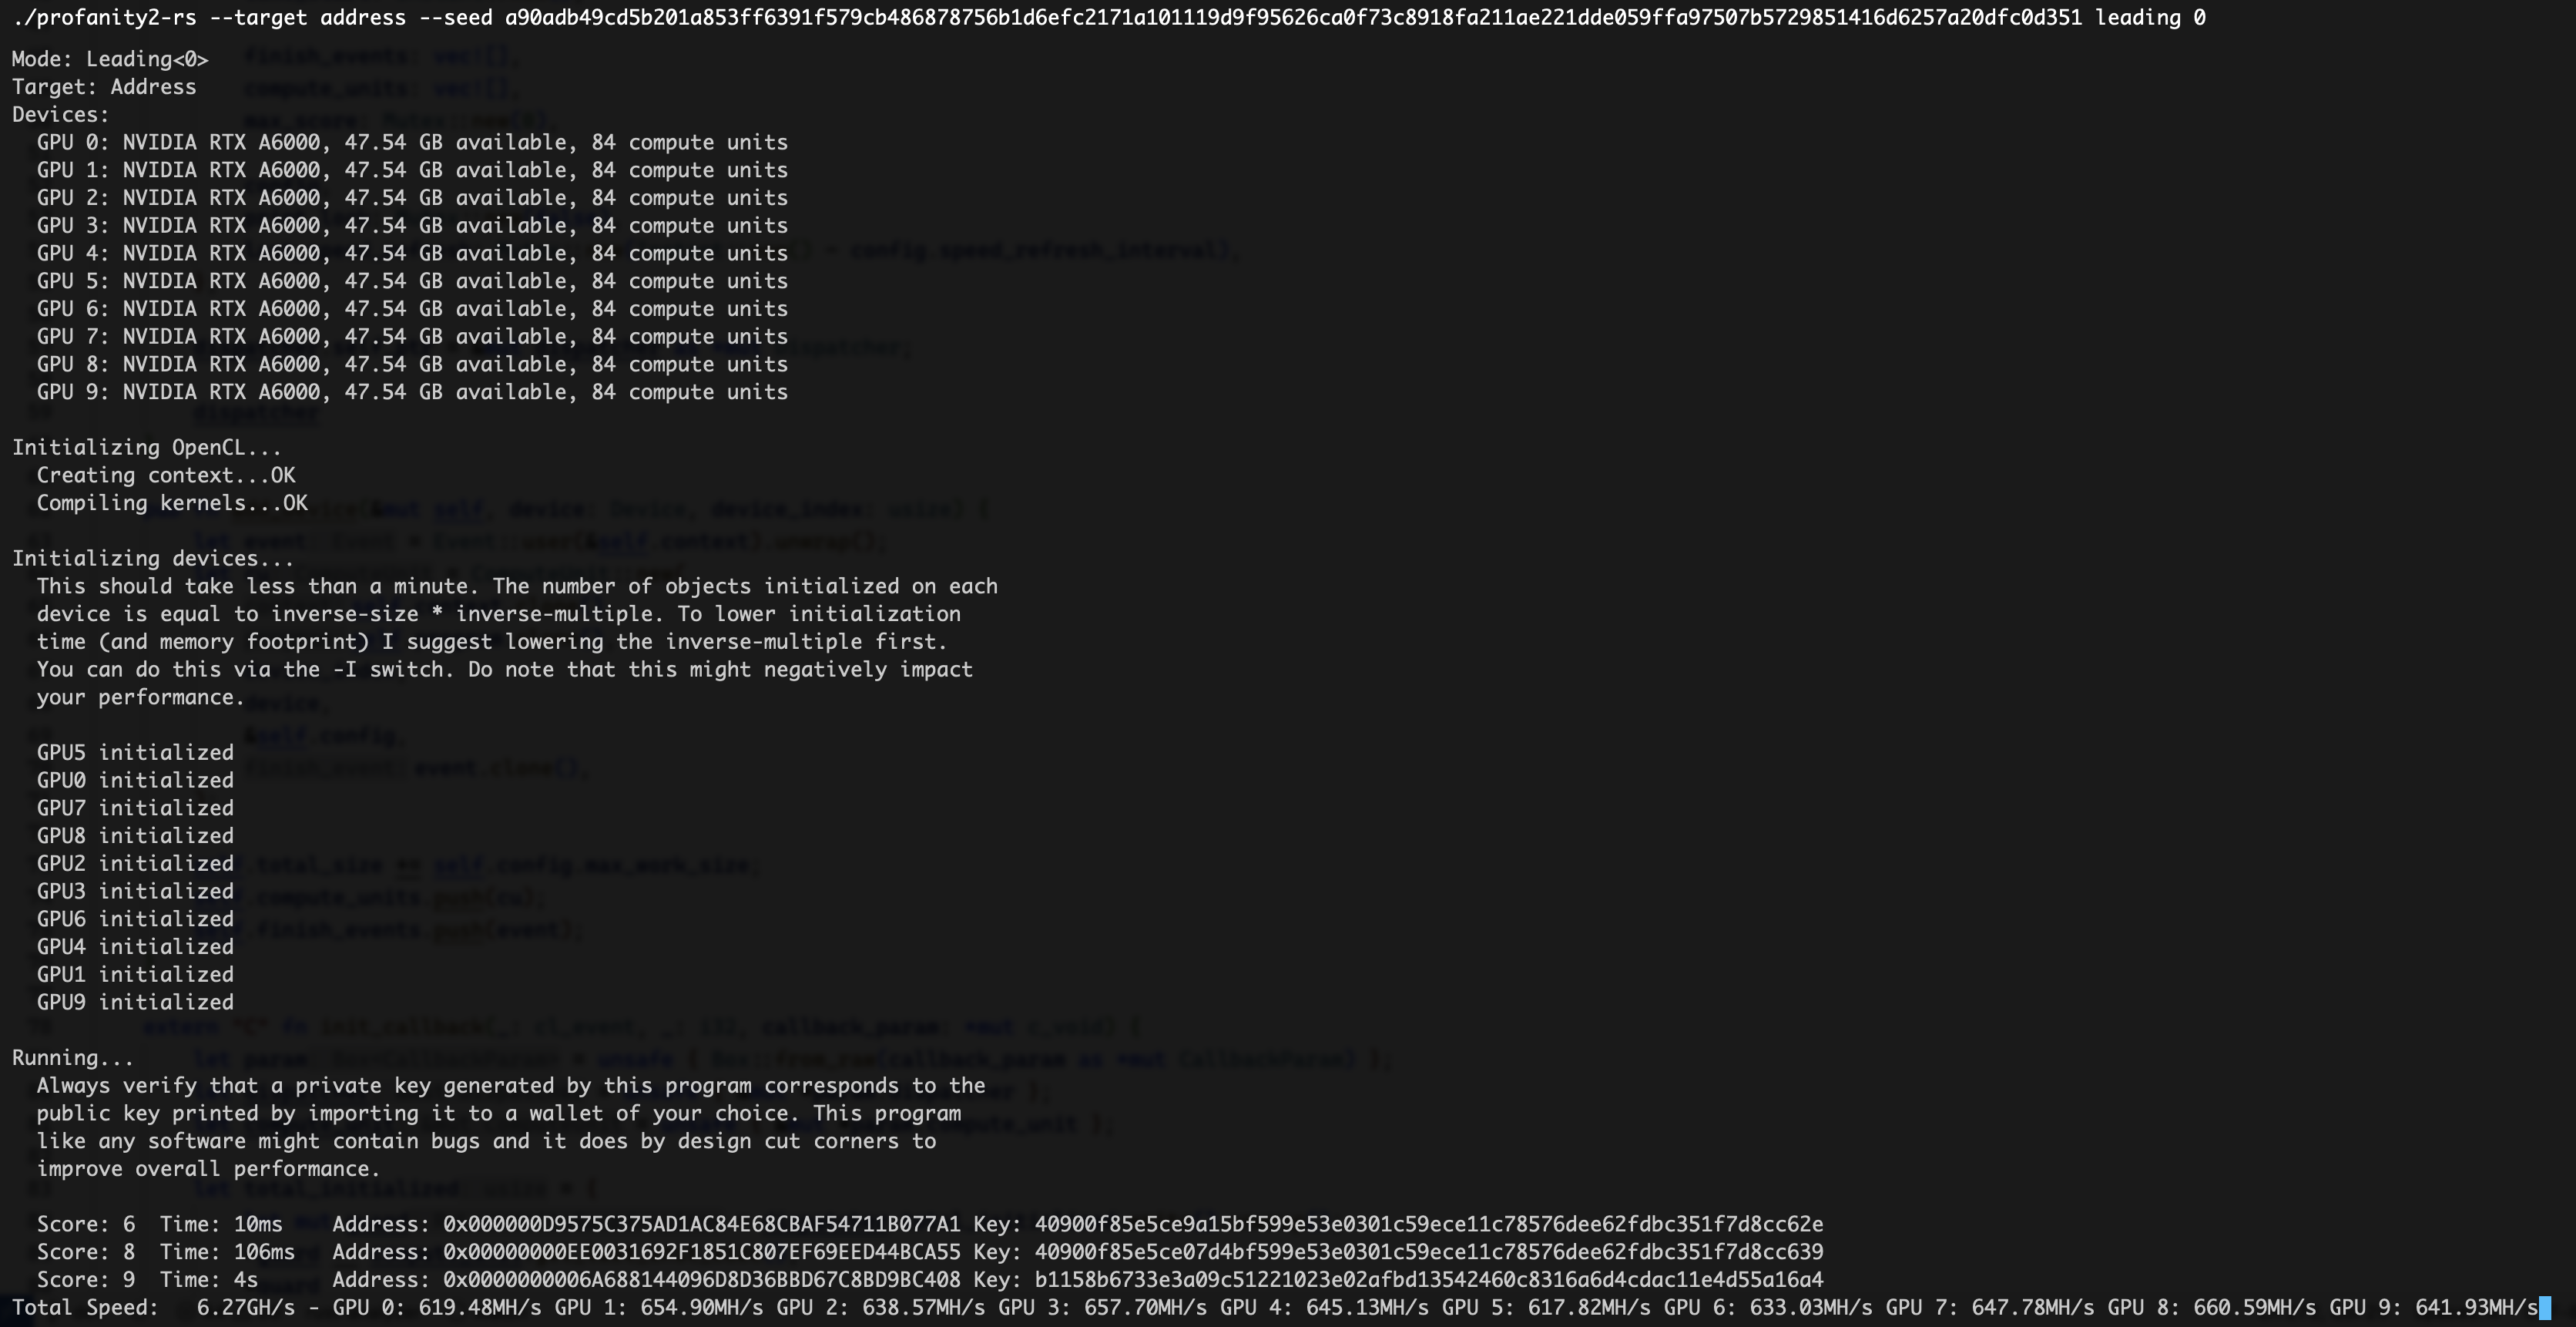 ./profanity2-rs --target address --seed a90adb49cd5b201a853ff6391f579cb486878756b1d6efc2171a101119d9f95626ca0f73c8918fa211ae221dde059ffa97507b5729851416d6257a20dfc0d351 leading 0
Mode: Leading<0>
Target: Address
Devices:
GPU 0: NVIDIA RTX A6000, 47.54 GB available, 84 compute units
GPU 1: NVIDIA RTX A6000, 47.54 GB available, 84 compute units
GPU 2: NVIDIA RTX A6000, 47.54 GB available, 84 compute units
GPU 3: NVIDIA RTX A6000, 47.54 GB available, 84 compute units
GPU 4: NVIDIA RTX A6000, 47.54 GB available, 84 compute units
GPU 5: NVIDIA RTX A6000, 47.54 GB available, 84 compute units
GPU 6: NVIDIA RTX A6000, 47.54 GB available, 84 compute units
GPU 7: NVIDIA RTX A6000, 47.54 GB available, 84 compute units
GPU 8: NVIDIA RTX A6000, 47.54 GB available, 84 compute units
GPU 9: NVIDIA RTX A6000, 47.54 GB available, 84 compute units
Initializing OpenCL...
Creating context...OK
Compiling kernels...OK
Initializing devices...
This should take less than a minute. The number of objects initialized on each
device is equal to inverse-size * inverse-multiple. To lower initialization
time (and memory footprint) I suggest lowering the inverse-multiple first.
You can do this via the -I switch. Do note that this might negatively impact
your performance.
GPU5 initialized
GPU0 initialized
GPU7 initialized
GPU8 initialized
GPU2 initialized
GPU3 initialized
GPU6 initialized
GPU4 initialized
GPU1 initialized
GPU9 initialized
Running...
Always verify that a private key generated by this program corresponds to the
public key printed by importing it to a wallet of your choice. This program
like any software might contain bugs and it does by design cut corners to
improve overall performance.
Score: 6 Time: 10ms Address: 0x000000D9575C375AD1AC84E68CBAF54711B077A1 Key: 40900f85e5ce9a15bf599e53e0301c59ece11c78576dee62fdbc351f7d8cc62e
Score: 8 Time: 106ms Address: 0x00000000EE0031692F1851C807EF69EED44BCA55 Key: 40900f85e5ce07d4bf599e53e0301c59ece11c78576dee62fdbc351f7d8cc639
Score: 9 Time: 4s Address: 0x0000000006A688144096D8D36BBD67C8BD9BC408 Key: b1158b6733e3a09c51221023e02afbd13542460c8316a6d4cdac11e4d55a16a4
Total Speed: 6.27GH/s - GPU 0: 619.48MH/s GPU 1: 654.90MH/s GPU 2: 638.57MH/s GPU 3: 657.70MH/s GPU 4: 645.13MH/s GPU 5: 617.82MH/s GPU 6: 633.03MH/s GPU 7: 647.78MH/s GPU 8: 660.59MH/s GPU 9: 641.93MH/s